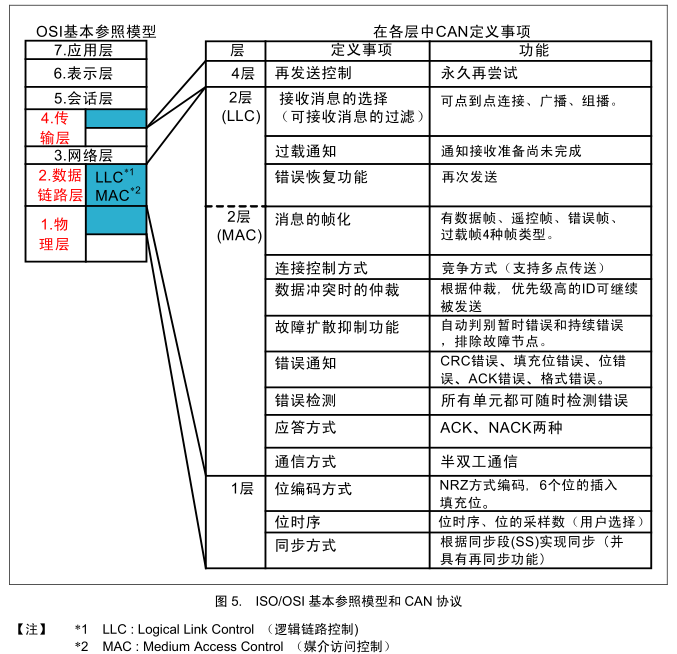 OSI基本参照模型
7.应用层
6.表示层
5.会话层
4.传
输层
3.网络层
2.数据
链路层
LLC*1
MAC*2
1.物
理层
在各层中CAN定义事项
层 定义事项 功能
4层 再发送控制 永久再尝试
2层
(LLC)
接收消息的选择
（可接收消息的过滤）
可点到点连接、广播、组播。
过载通知 通知接收准备尚未完成
错误恢复功能 再次发送
2层
(MAC)
消息的帧化
有数据帧、遥控帧、错误帧、
过载帧4种帧类型。
连接控制方式 竞争方式（支持多点传送）
数据冲突时的仲裁
根据仲裁，优先级高的ID可继续
被发送
故障扩散抑制功能
自动判别暂时错误和持续错误
，排除故障节点。
错误通知
CRC错误、填充位错误、位错
误、ACK错误、格式错误。
错误检测 所有单元都可随时检测错误
应答方式 ACK、NACK两种
通信方式 半双工通信
1层 位编码方式
NRZ方式编码，6个位的插入
填充位。
位时序 位时序、位的采样数（用户选择）
同步方式
根据同步段(SS)实现同步（并
具有再同步功能）
图 5. ISO/OSI 基本参照模型和 CAN 协议
【注】 *1 LLC : Logical Link Control （逻辑链路控制)
*2 MAC : Medium Access Control （媒介访问控制）